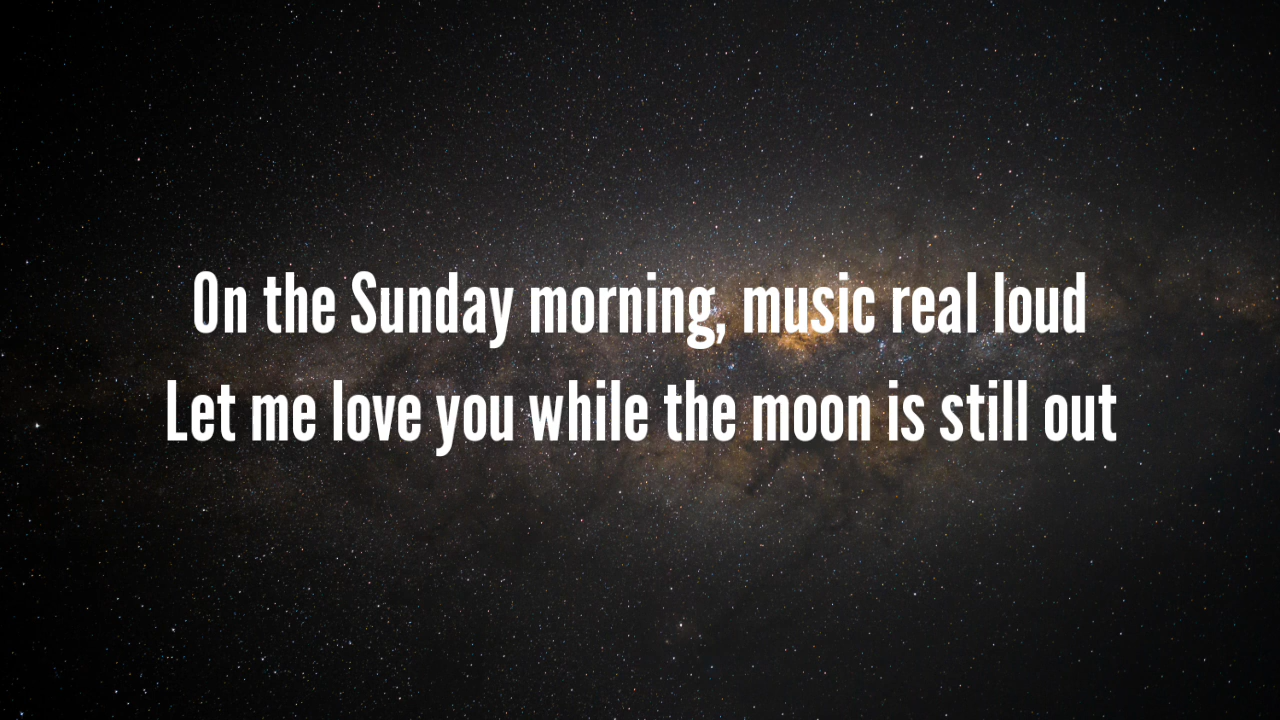 On the Sunday morning, music real loud
Let me love you while the moon is still out